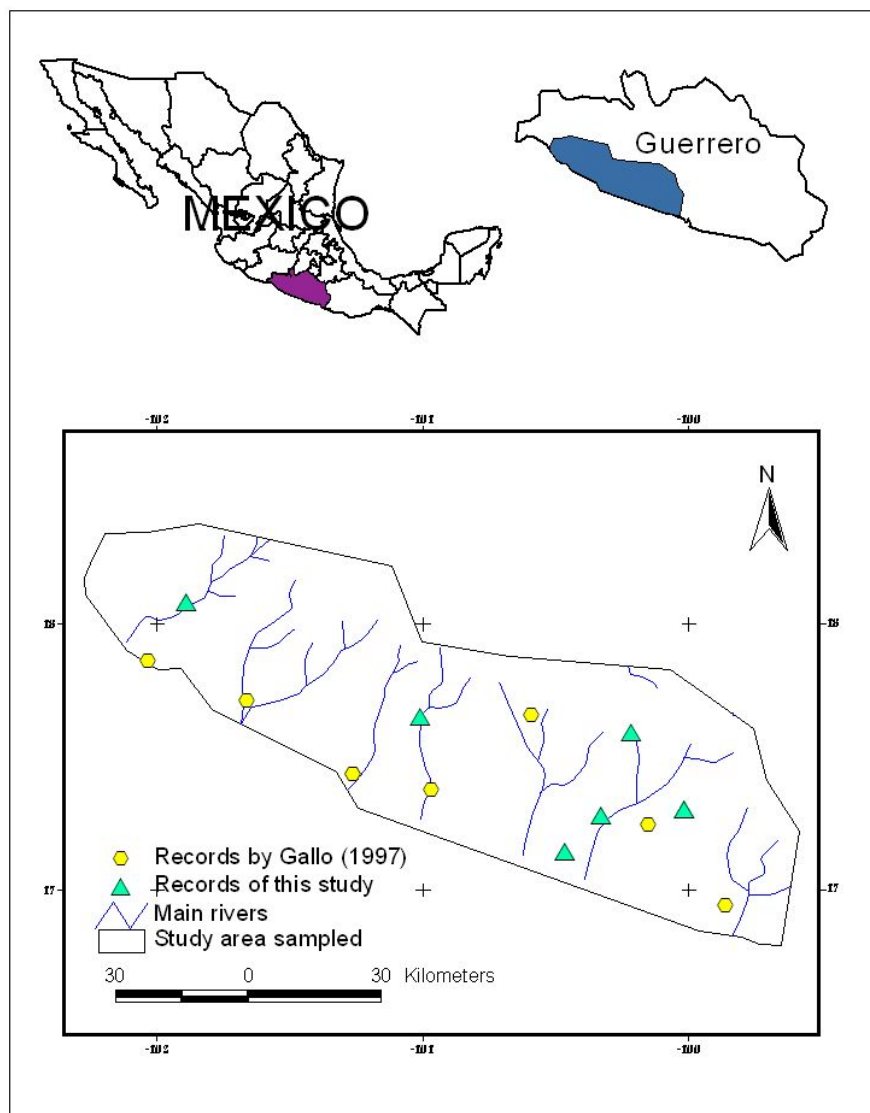 MEXICO
Guerrero
-102 -101 -100
N
18 18
Records by Gallo (1997)
Records of this study
Main rivers
Study area sampled
17 17
30 0 30 Kilometers
-102 -101 -100